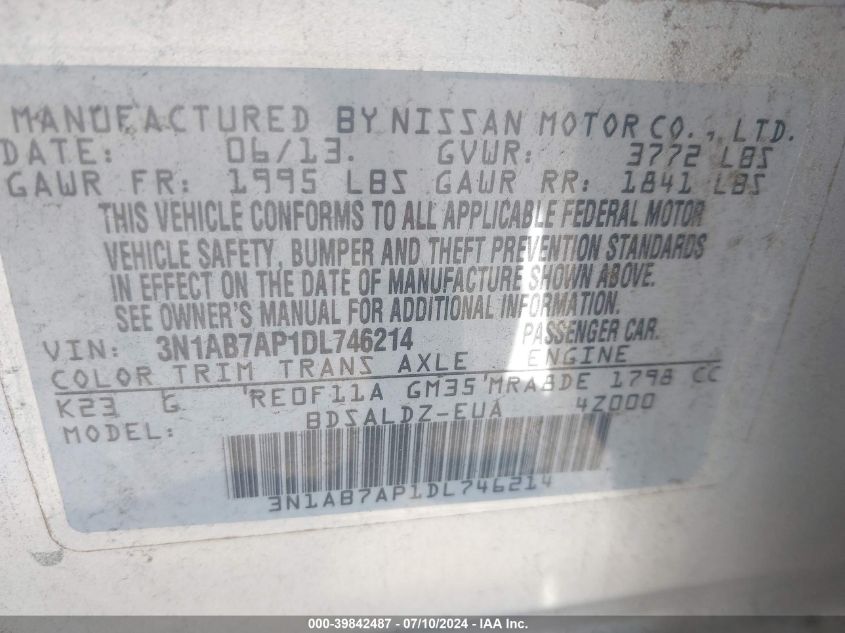 MANUFACTURED BY NISSAN MOTOR CO., LTD.
DATE: 06/13. GVWR: 3772 LBS
GAWR FR: 1995 LBS GAWR RR: 1841 LBS
THIS VEHICLE CONFORMS TO ALL APPLICABLE FEDERAL MOTOR
VEHICLE SAFETY, BUMPER AND THEFT PREVENTION STANDARDS
IN EFFECT ON THE DATE OF MANUFACTURE SHOWN ABOVE.
SEE OWNER'S MANUAL FOR ADDITIONAL INFORMATION.
VIN: 3N1AB7AP1DL746214 PASSENGER CAR.
COLOR TRIM TRANS AXLE ENGINE
K23 G 'RE0F11A GM35'MRA8DE 1798 CC
MODEL: BDSALDZ-EUA 4Z000
3N1AB7AP1DL746214
000-39842487 - 07/10/2024 - IAA Inc.